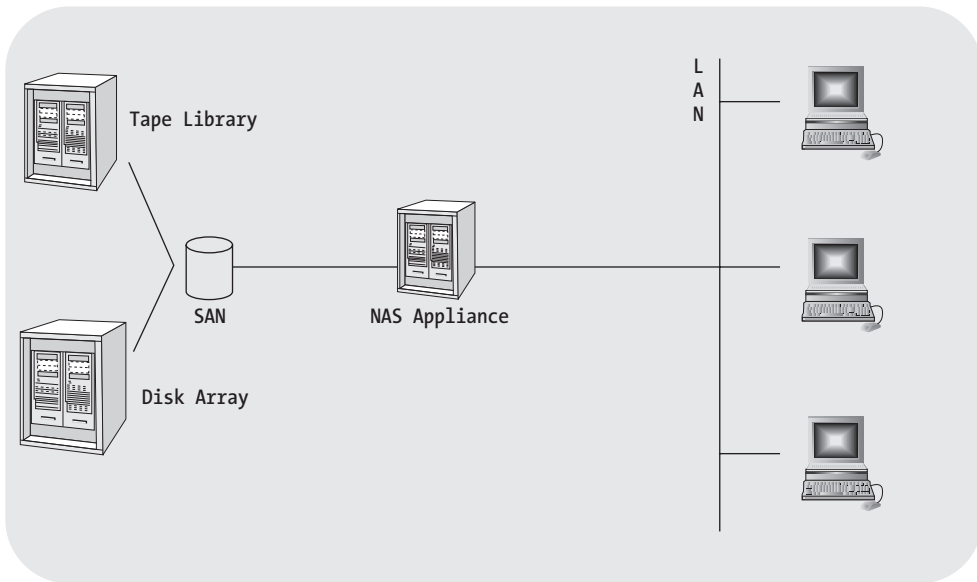 L
A
N
Tape Library
SAN
NAS Appliance
Disk Array